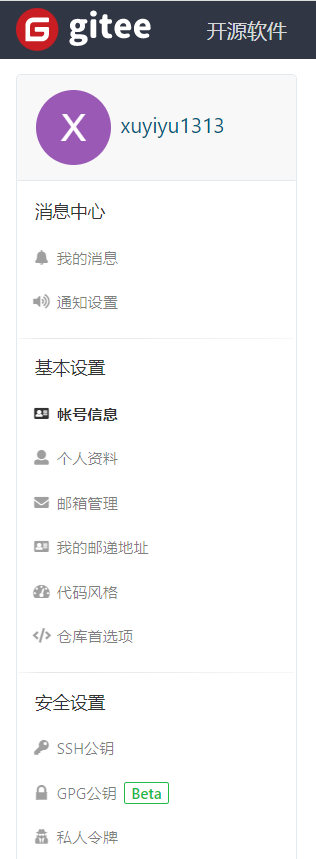 gitee 开源软件
X xuyiyu1313
消息中心
我的消息
通知设置
基本设置
帐号信息
个人资料
邮箱管理
我的邮递地址
代码风格
仓库首选项
安全设置
SSH公钥
GPG公钥 Beta
私人令牌